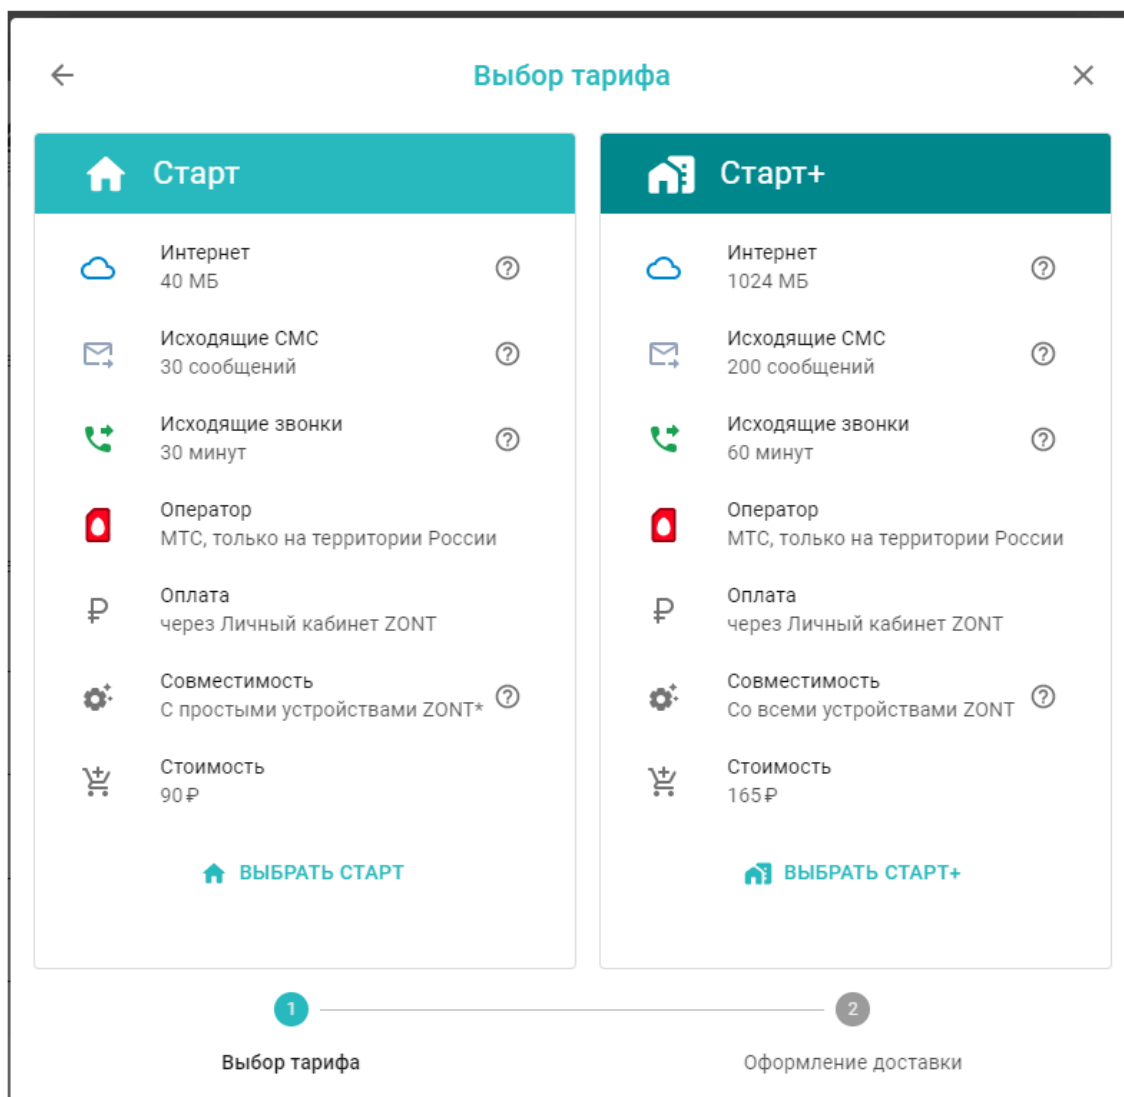 Выбор тарифа
Старт
Интернет
40 МБ
Исходящие СМС
30 сообщений
Исходящие звонки
30 минут
Оператор
МТС, только на территории России
Оплата
через Личный кабинет ZONT
Совместимость
С простыми устройствами ZONT*
Стоимость
90₽
ВЫБРАТЬ СТАРТ
Старт+
Интернет
1024 МБ
Исходящие СМС
200 сообщений
Исходящие звонки
60 минут
Оператор
МТС, только на территории России
Оплата
через Личный кабинет ZONT
Совместимость
Со всеми устройствами ZONT
Стоимость
165₽
ВЫБРАТЬ СТАРТ+
1
Выбор тарифа
2
Оформление доставки